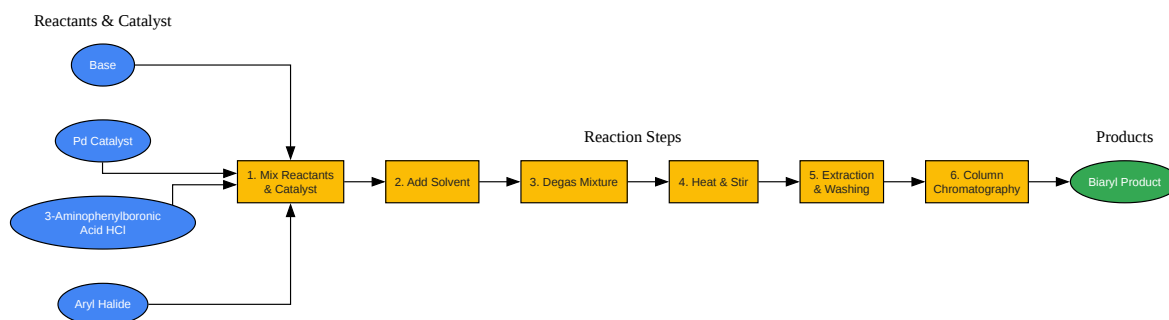 Reactants & Catalyst
Base
Pd Catalyst
3-Aminophenylboronic
Acid HCl
Aryl Halide
Reaction Steps
1. Mix Reactants
& Catalyst
2. Add Solvent
3. Degas Mixture
4. Heat & Stir
5. Extraction
& Washing
6. Column
Chromatography
Products
Biaryl Product